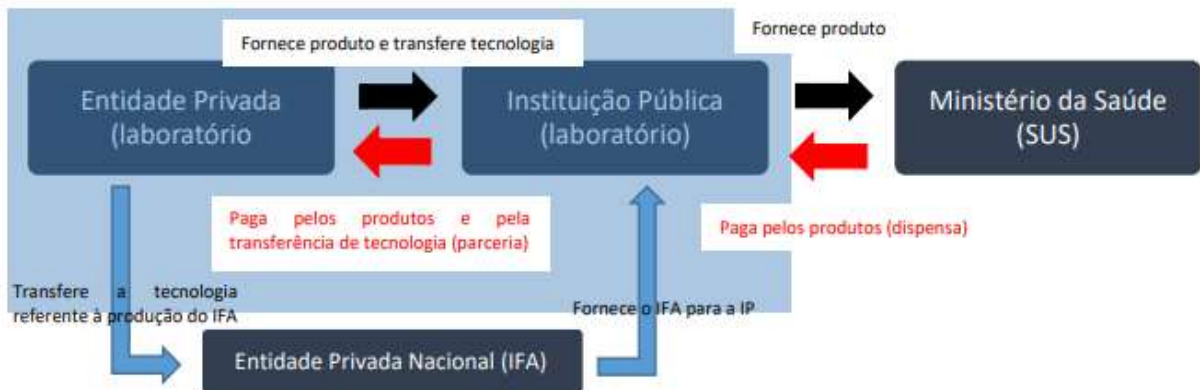 Fornece produto e transfere tecnologia
Fornece produto
Entidade Privada
(laboratório
Instituição Pública
(laboratório)
Ministério da Saúde
(SUS)
Paga pelos produtos e pela
transferência de tecnologia (parceria)
Paga pelos produtos (dispensa)
Transfere a tecnologia
referente à produção do IFA
Fornece o IFA para a IP
Entidade Privada Nacional (IFA)